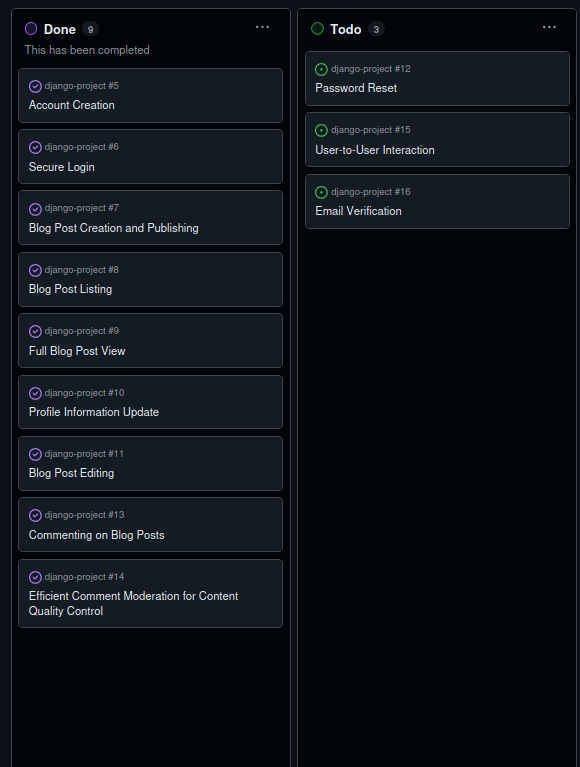 Done 9 ...
This has been completed
django-project #5
Account Creation
django-project #6
Secure Login
django-project #7
Blog Post Creation and Publishing
django-project #8
Blog Post Listing
django-project #9
Full Blog Post View
django-project #10
Profile Information Update
django-project #11
Blog Post Editing
django-project #13
Commenting on Blog Posts
django-project #14
Efficient Comment Moderation for Content
Quality Control
Todo 3 ...
django-project #12
Password Reset
django-project #15
User-to-User Interaction
django-project #16
Email Verification